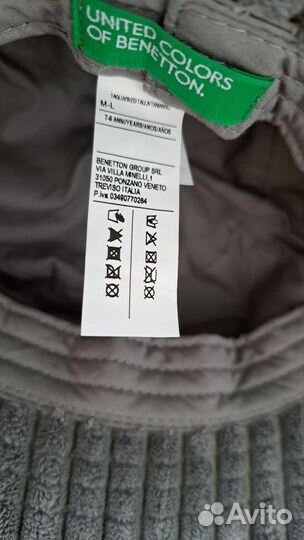 UNITED COLORS
OF BENETTON.
M-L
7-9 ANNI/YEARS/ANOS/AÑOS
BENETTON GROUP SRL
VIA VILLA MINELLI,1
31050 PONZANO VENETO
TREVISO ITALIA
P.iva 03490770264
Avito